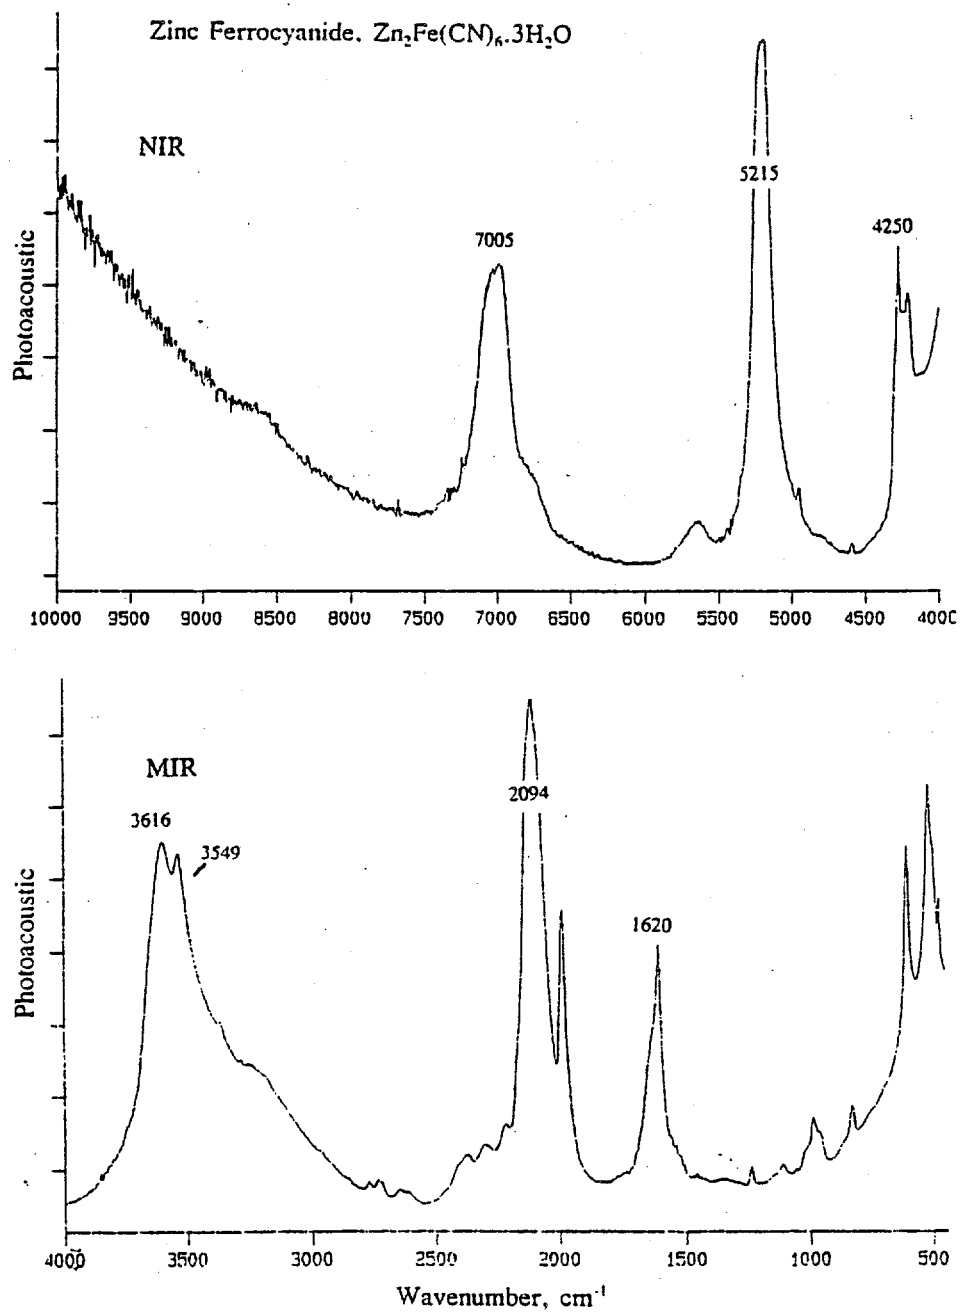 Zinc Ferrocyanide, Zn₂Fe(CN)₆.3H₂O
NIR
Photoacoustic
7005
5215
4250
10000 9500 9000 8500 8000 7500 7000 6500 6000 5500 5000 4500 4000
MIR
Photoacoustic
3616
3549
2094
1620
4000 3500 3000 2500 2000 1500 1000 500
Wavenumber, cm⁻¹